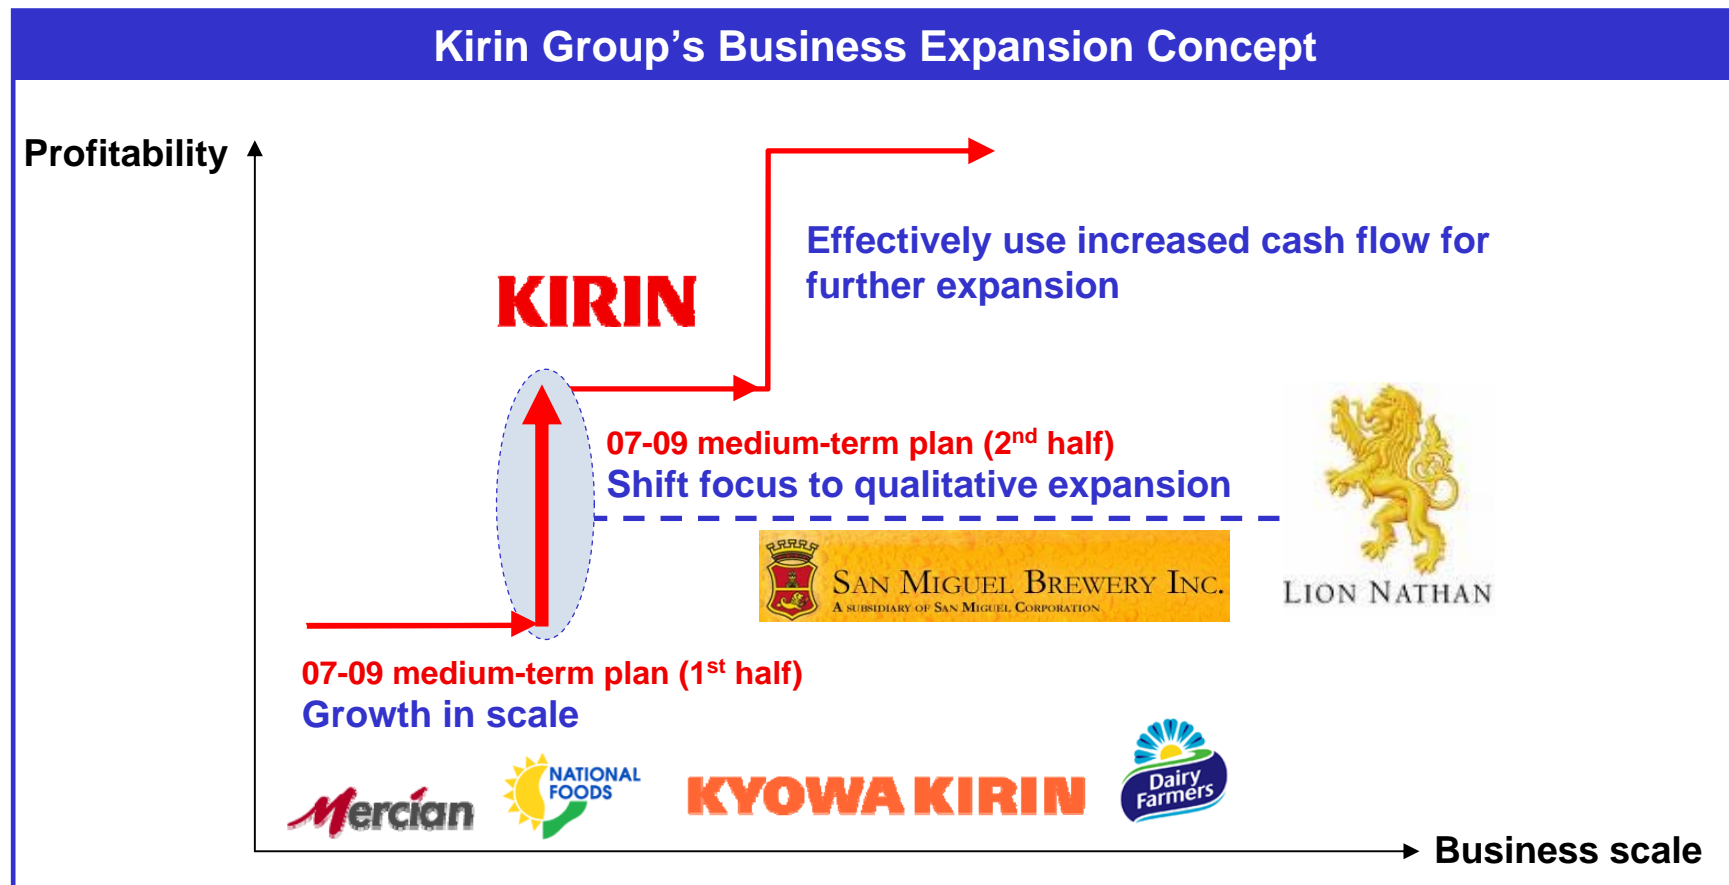 Kirin Group’s Business Expansion Concept
Profitability
Effectively use increased cash flow for
further expansion
KIRIN
07-09 medium-term plan (2nd half)
Shift focus to qualitative expansion
SAN MIGUEL BREWERY INC.
A SUBSIDIARY OF SAN MIGUEL CORPORATION
LION NATHAN
07-09 medium-term plan (1st half)
Growth in scale
Mercian
NATIONAL
FOODS
KYOWA KIRIN
Dairy
Farmers
Business scale